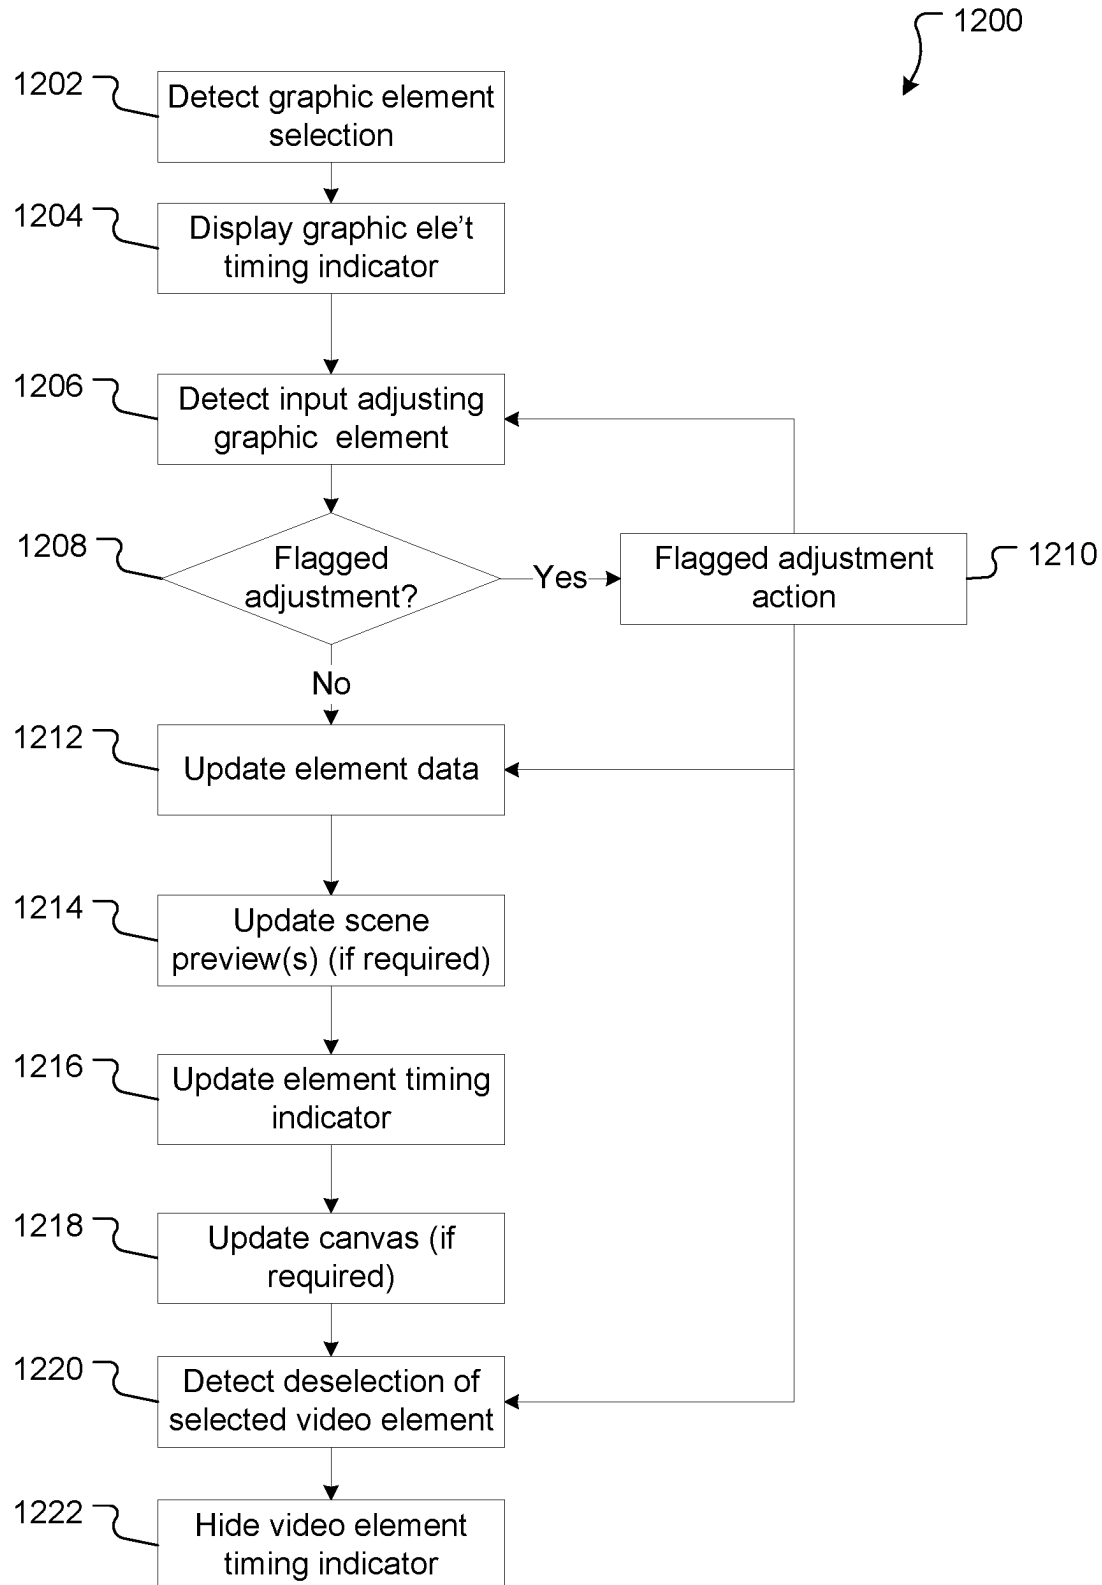 1200
1202
Detect graphic element
selection
1204
Display graphic ele't
timing indicator
1206
Detect input adjusting
graphic element
1208
Flagged
adjustment?
Yes
Flagged adjustment
action
1210
No
1212
Update element data
1214
Update scene
preview(s) (if required)
1216
Update element timing
indicator
1218
Update canvas (if
required)
1220
Detect deselection of
selected video element
1222
Hide video element
timing indicator